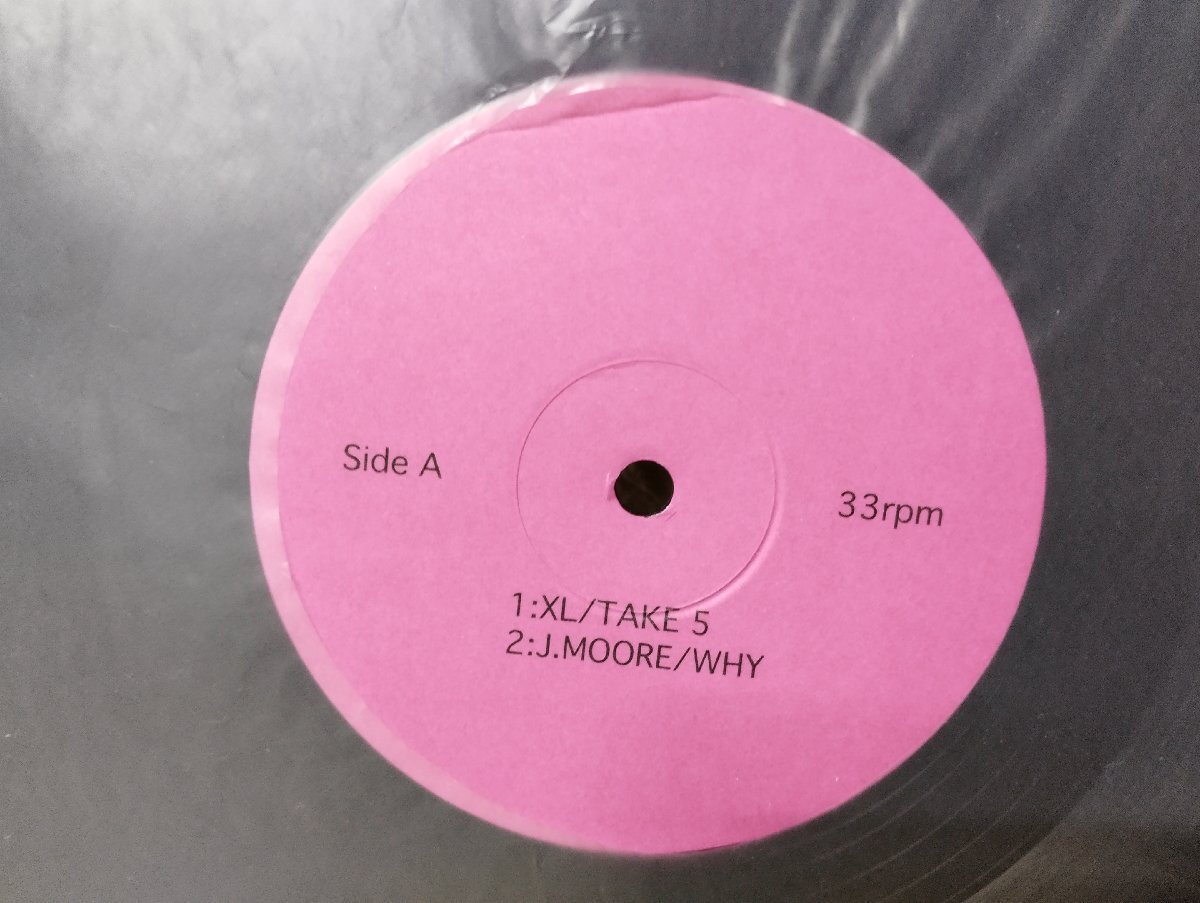 Side A
33rpm
1:XL/TAKE 5
2:J.MOORE/WHY